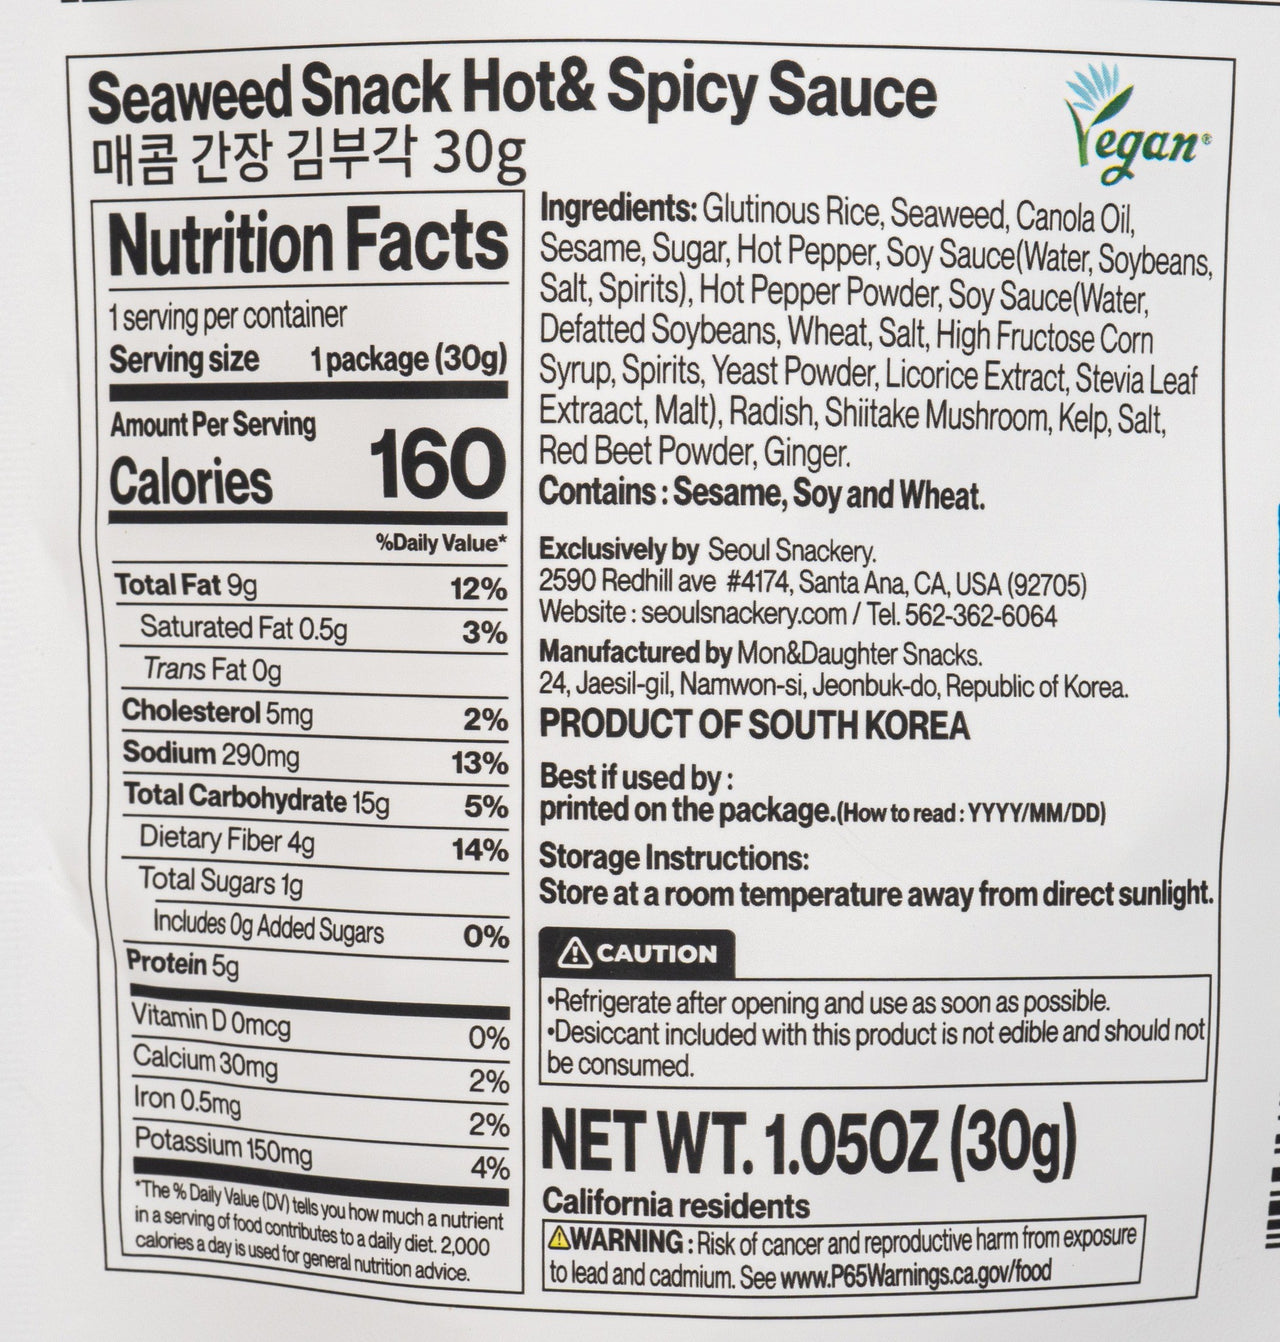 Seaweed Snack Hot& Spicy Sauce
매콤 간장 김부각 30g
Vegan®
Nutrition Facts
1 serving per container
Serving size 1 package (30g)
Amount Per Serving
Calories 160
%Daily Value*
Total Fat 9g 12%
Saturated Fat 0.5g 3%
Trans Fat 0g
Cholesterol 5mg 2%
Sodium 290mg 13%
Total Carbohydrate 15g 5%
Dietary Fiber 4g 14%
Total Sugars 1g
Includes 0g Added Sugars 0%
Protein 5g
Vitamin D 0mcg 0%
Calcium 30mg 2%
Iron 0.5mg 2%
Potassium 150mg 4%
*The % Daily Value (DV) tells you how much a nutrient
in a serving of food contributes to a daily diet. 2,000
calories a day is used for general nutrition advice.
Ingredients: Glutinous Rice, Seaweed, Canola Oil,
Sesame, Sugar, Hot Pepper, Soy Sauce(Water, Soybeans,
Salt, Spirits), Hot Pepper Powder, Soy Sauce(Water,
Defatted Soybeans, Wheat, Salt, High Fructose Corn
Syrup, Spirits, Yeast Powder, Licorice Extract, Stevia Leaf
Extraact, Malt), Radish, Shiitake Mushroom, Kelp, Salt,
Red Beet Powder, Ginger.
Contains : Sesame, Soy and Wheat.
Exclusively by Seoul Snackery.
2590 Redhill ave #4174, Santa Ana, CA, USA (92705)
Website : seoulsnackery.com / Tel. 562-362-6064
Manufactured by Mon&Daughter Snacks.
24, Jaesil-gil, Namwon-si, Jeonbuk-do, Republic of Korea.
PRODUCT OF SOUTH KOREA
Best if used by :
printed on the package.(How to read : YYYY/MM/DD)
Storage Instructions:
Store at a room temperature away from direct sunlight.
CAUTION
•Refrigerate after opening and use as soon as possible.
•Desiccant included with this product is not edible and should not
be consumed.
NET WT. 1.05OZ (30g)
California residents
WARNING : Risk of cancer and reproductive harm from exposure
to lead and cadmium. See www.P65Warnings.ca.gov/food